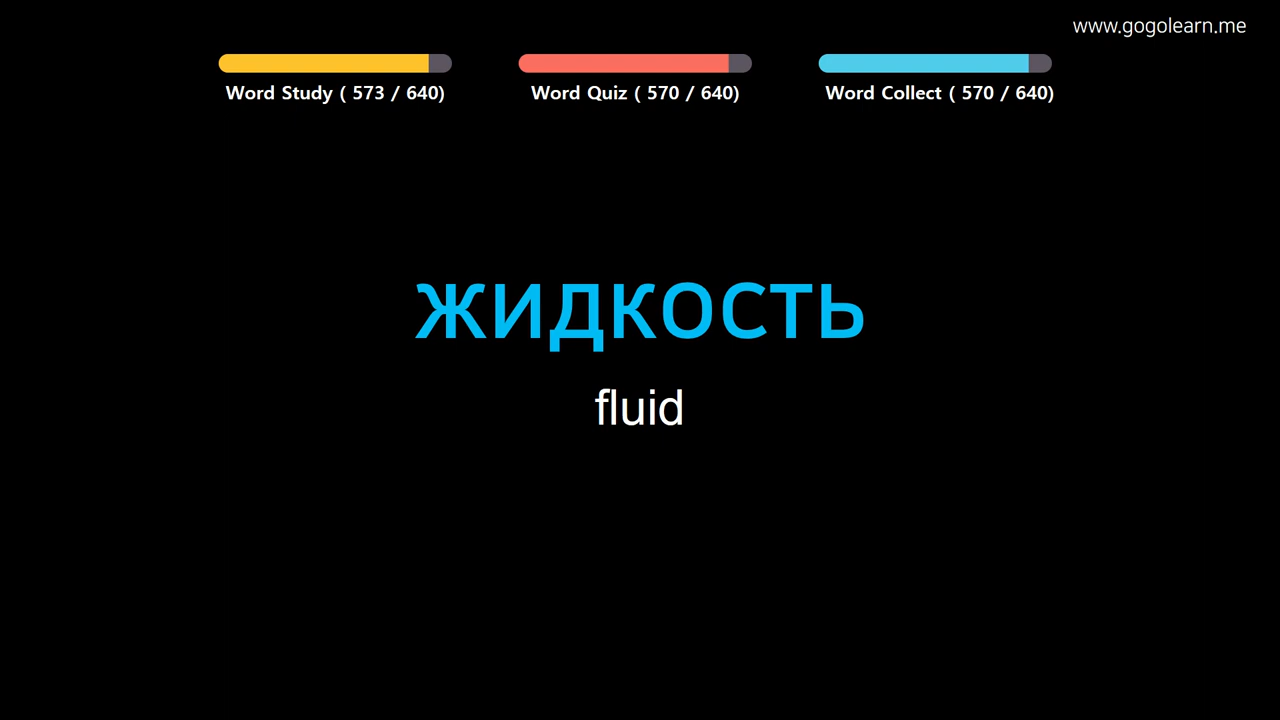 www.gogolearn.me
Word Study ( 573 / 640)
Word Quiz ( 570 / 640)
Word Collect ( 570 / 640)
жидкость
fluid